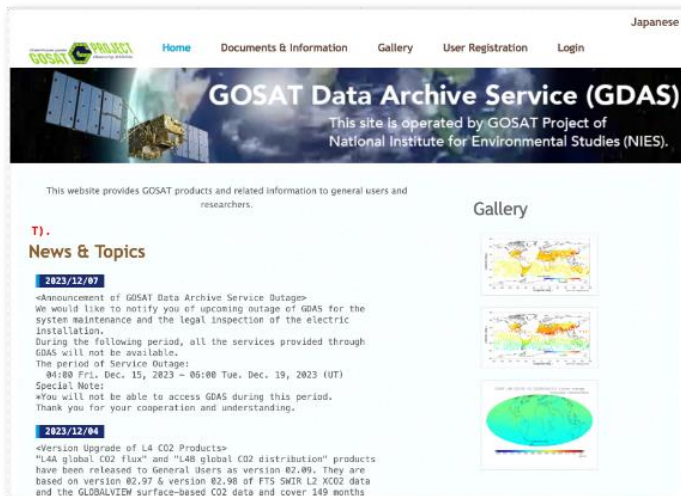 Japanese
GOSAT PROJECT
Home Documents & Information Gallery User Registration Login
GOSAT Data Archive Service (GDAS)
This site is operated by GOSAT Project of
National Institute for Environmental Studies (NIES).
This website provides GOSAT products and related information to general users and
researchers.
T).
News & Topics
2023/12/07
<Announcement of GOSAT Data Archive Service Outage>
We would like to notify you of upcoming outage of GDAS for the
system maintenance and the legal inspection of the electric
installation.
During the following period, all the services provided through
GDAS will not be available.
The period of Service Outage:
04:00 Fri. Dec. 15, 2023 – 06:00 Tue. Dec. 19, 2023 (UT)
Special Note:
*You will not be able to access GDAS during this period.
Thank you for your cooperation and understanding.
2023/12/04
<Version Upgrade of L4 CO2 Products>
"L4A global CO2 flux" and "L4B global CO2 distribution" products
have been released to General Users as version 02.09. They are
based on version 02.97 & version 02.98 of FTS SWIR L2 XCO2 data
and the GLOBALVIEW surface-based CO2 data and cover 149 months
Gallery